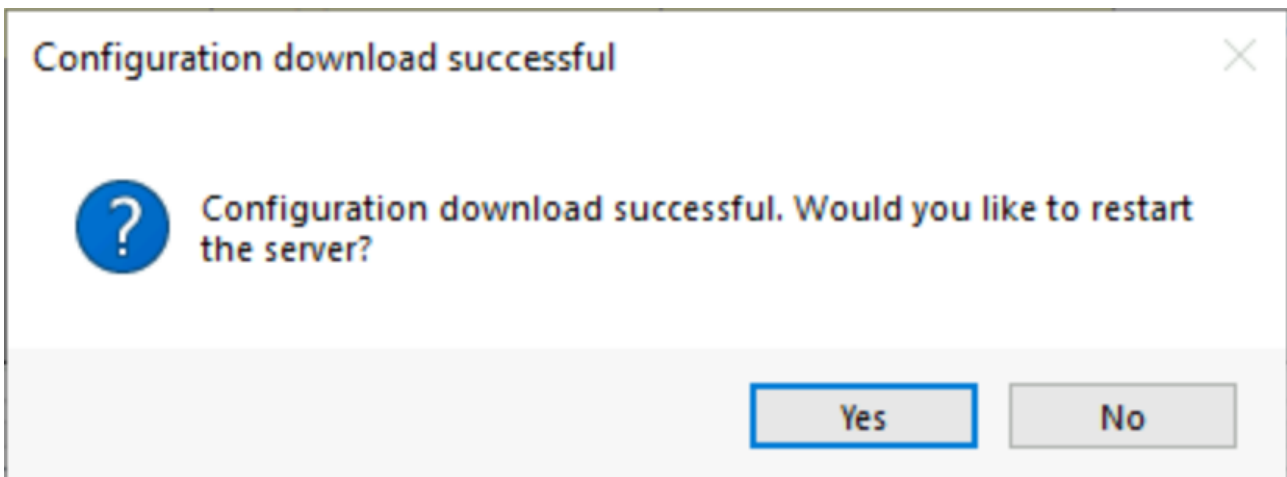 Configuration download successful
Configuration download successful. Would you like to restart
the server?
Yes
No